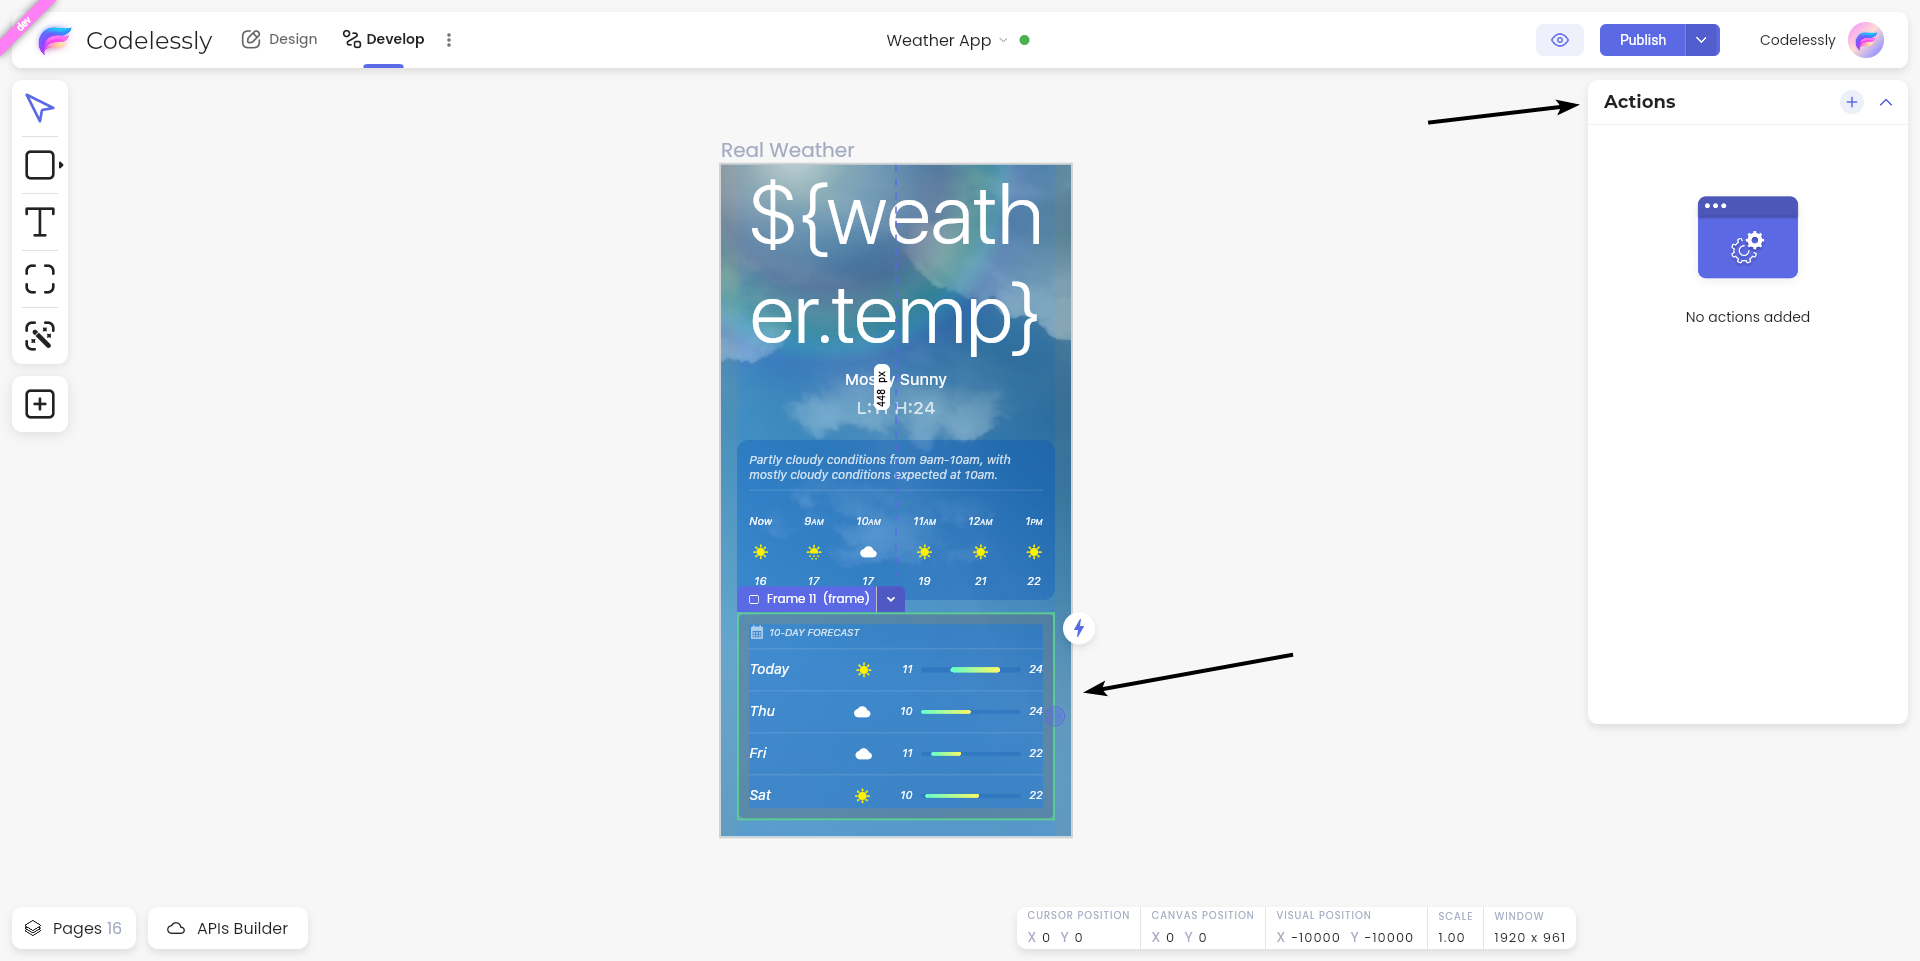 dev
Codelessly
Design
Develop
Weather App
Publish
Codelessly
Actions
No actions added
Real Weather
${weath
er.temp}
Mostly Sunny
L:11 H:24
448 px
Partly cloudy conditions from 9am-10am, with
mostly cloudy conditions expected at 10am.
Now 9AM 10AM 11AM 12AM 1PM
16 17 17 19 21 22
Frame 11 (frame)
10-DAY FORECAST
Today 11 24
Thu 10 24
Fri 11 22
Sat 10 22
Pages 16
APIs Builder
CURSOR POSITION CANVAS POSITION VISUAL POSITION SCALE WINDOW
X 0 Y 0 X 0 Y 0 X -10000 Y -10000 1.00 1920 x 961